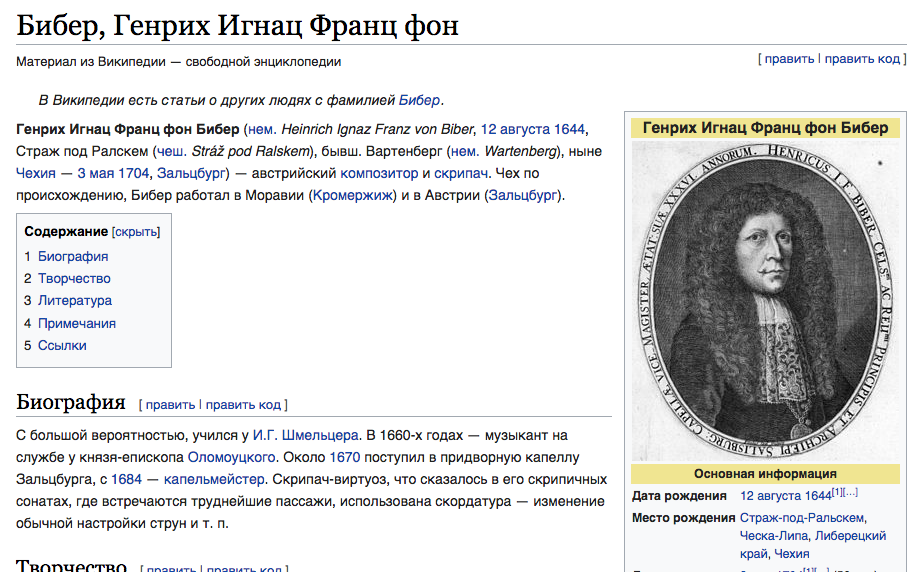 Бибер, Генрих Игнац Франц фон
Материал из Википедии — свободной энциклопедии
[ править | править код ]
В Википедии есть статьи о других людях с фамилией Бибер.
Генрих Игнац Франц фон Бибер (нем. Heinrich Ignaz Franz von Biber, 12 августа 1644,
Страж под Ралскем (чеш. Stráž pod Ralskem), бывш. Вартенберг (нем. Wartenberg), ныне
Чехия — 3 мая 1704, Зальцбург) — австрийский композитор и скрипач. Чех по
происхождению, Бибер работал в Моравии (Кромержиж) и в Австрии (Зальцбург).
Содержание [скрыть]
1 Биография
2 Творчество
3 Литература
4 Примечания
5 Ссылки
Биография [ править | править код ]
С большой вероятностью, учился у И.Г. Шмельцера. В 1660-х годах — музыкант на
службе у князя-епископа Оломоуцкого. Около 1670 поступил в придворную капеллу
Зальцбурга, с 1684 — капельмейстер. Скрипач-виртуоз, что сказалось в его скрипичных
сонатах, где встречаются труднейшие пассажи, использована скордатура — изменение
обычной настройки струн и т. п.
Творчество [ править | править код ]
Генрих Игнац Франц фон Бибер
HENRICUS I F BIBER, CELS^mi AC REU^mi PRINCIPIS ET ARCHIEPI SALISBURG: CAPELLÆ VICE-MAGISTER, ÆTAT: SUÆ XXXVI. ANNORUM.
Основная информация
Дата рождения 12 августа 1644[1][…]
Место рождения Страж-под-Ральскем,
Ческа-Липа, Либерецкий
край, Чехия